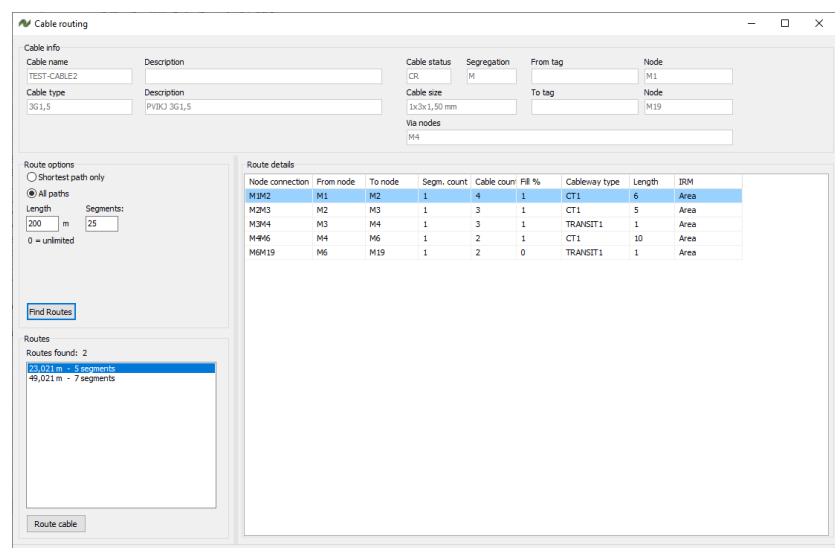 Cable routing
Cable info
Cable name Description Cable status Segregation From tag Node
TEST-CABLE2 CR M M1
Cable type Description Cable size To tag Node
3G1,5 PVIKJ 3G1,5 1x3x1,50 mm M19
Via nodes
M4
Route options
Shortest path only
All paths
Length Segments:
200 m 25
0 = unlimited
Find Routes
Routes
Routes found: 2
23,021 m - 5 segments
49,021 m - 7 segments
Route cable
Route details
Node connection From node To node Segm. count Cable coun Fill % Cableway type Length IRM
M1M2 M1 M2 1 4 1 CT1 6 Area
M2M3 M2 M3 1 3 1 CT1 5 Area
M3M4 M3 M4 1 3 1 TRANSIT1 1 Area
M4M6 M4 M6 1 2 1 CT1 10 Area
M6M19 M6 M19 1 2 0 TRANSIT1 1 Area